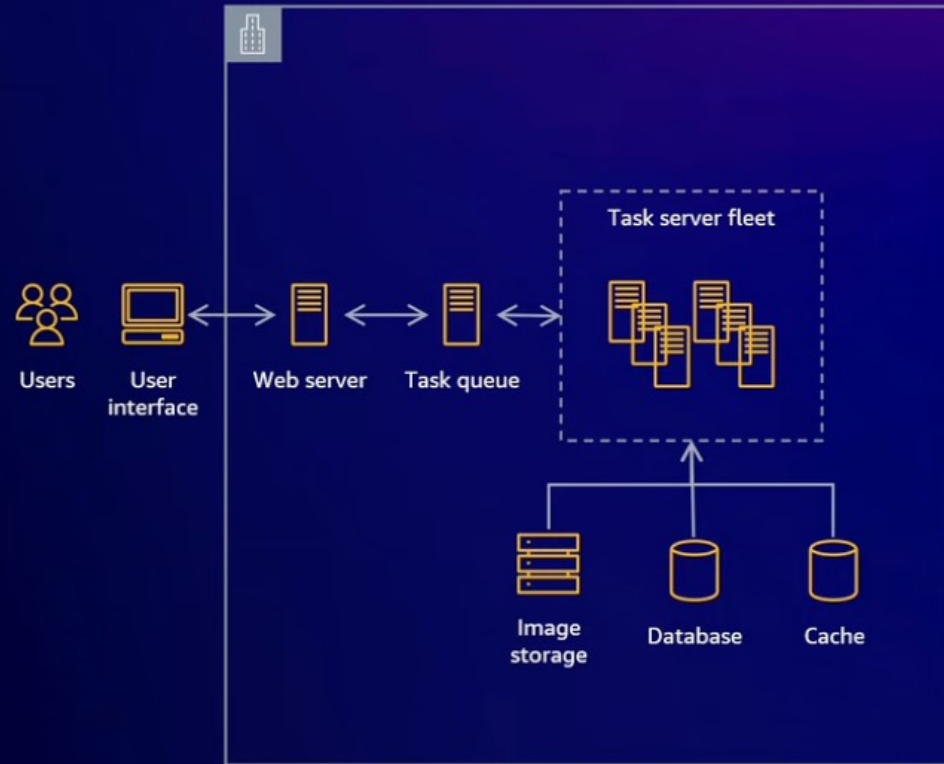 Task server fleet
Users
User
interface
Web server
Task queue
Image
storage
Database
Cache